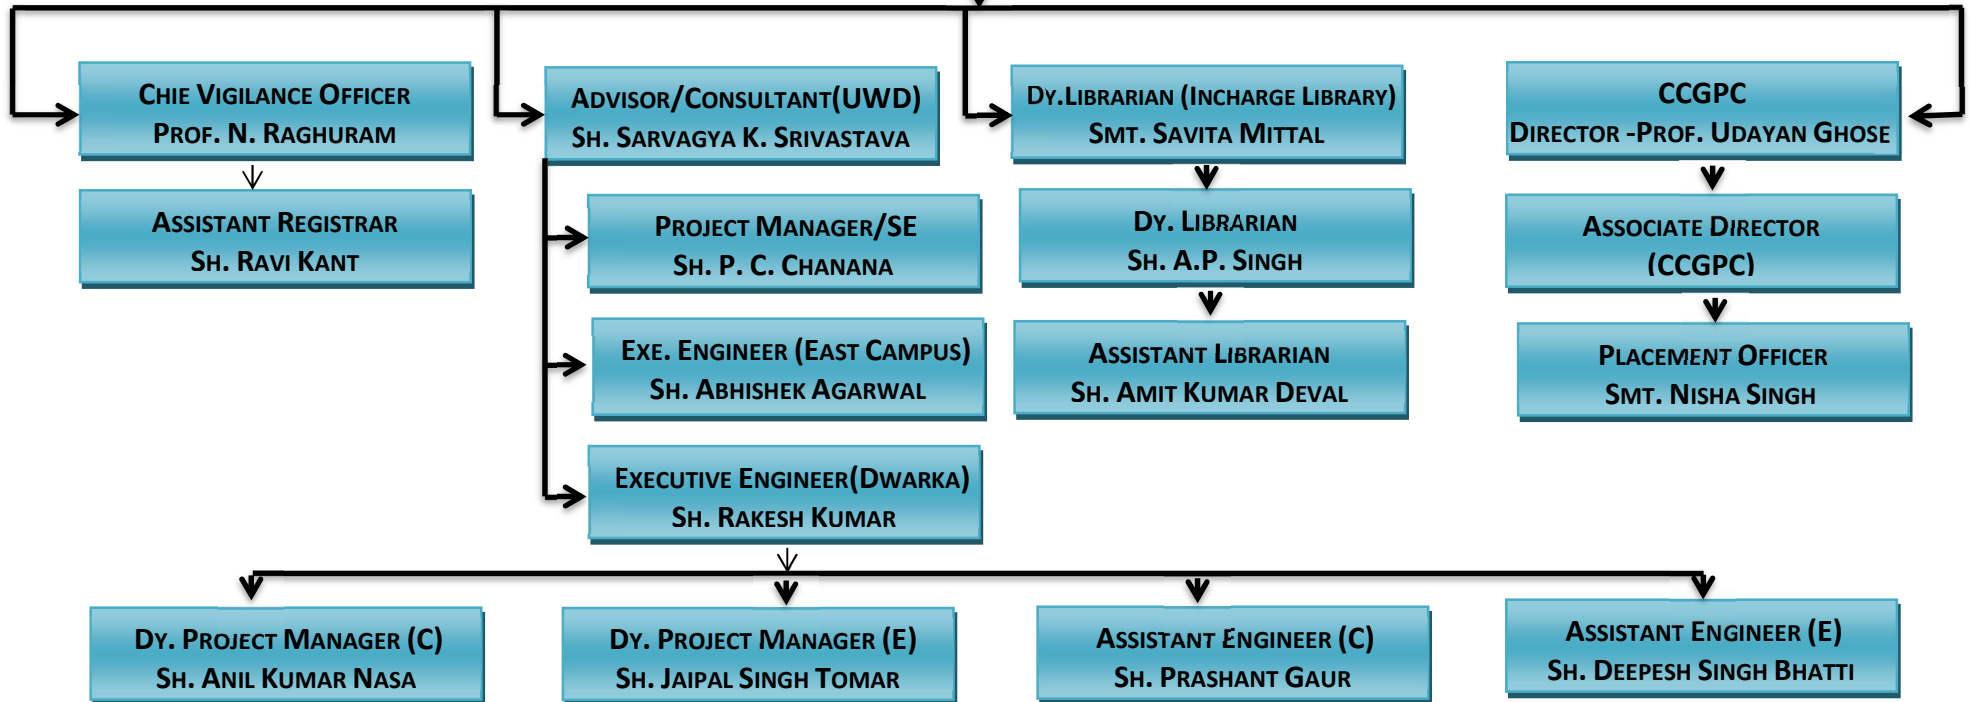 CHIE VIGILANCE OFFICER
PROF. N. RAGHURAM
ADVISOR/CONSULTANT(UWD)
SH. SARVAGYA K. SRIVASTAVA
DY.LIBRARIAN (INCHARGE LIBRARY)
SMT. SAVITA MITTAL
CCGPC
DIRECTOR -PROF. UDAYAN GHOSE
ASSISTANT REGISTRAR
SH. RAVI KANT
PROJECT MANAGER/SE
SH. P. C. CHANANA
DY. LIBRARIAN
SH. A.P. SINGH
ASSOCIATE DIRECTOR
(CCGPC)
EXE. ENGINEER (EAST CAMPUS)
SH. ABHISHEK AGARWAL
ASSISTANT LIBRARIAN
SH. AMIT KUMAR DEVAL
PLACEMENT OFFICER
SMT. NISHA SINGH
EXECUTIVE ENGINEER(DWARKA)
SH. RAKESH KUMAR
DY. PROJECT MANAGER (C)
SH. ANIL KUMAR NASA
DY. PROJECT MANAGER (E)
SH. JAIPAL SINGH TOMAR
ASSISTANT ENGINEER (C)
SH. PRASHANT GAUR
ASSISTANT ENGINEER (E)
SH. DEEPESH SINGH BHATTI